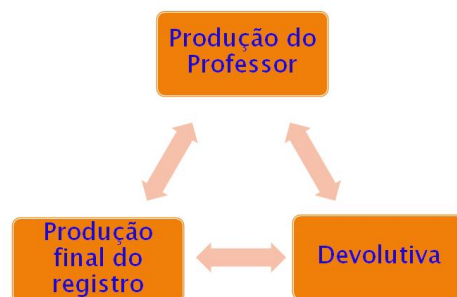 Produção do
Professor
Produção
final do
registro
Devolutiva